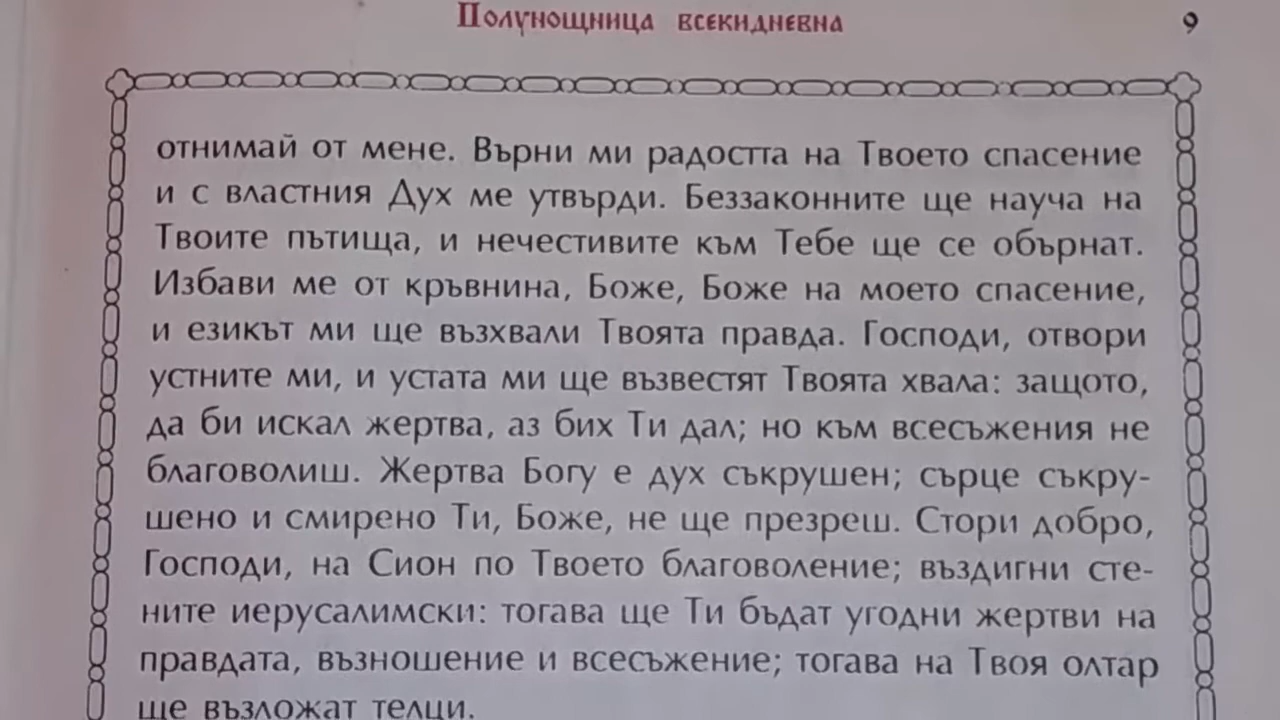 Полунощница всекидневна 9
отнимай от мене. Върни ми радостта на Твоето спасение
и с властния Дух ме утвърди. Беззаконните ще науча на
Твоите пътища, и нечестивите към Тебе ще се обърнат.
Избави ме от кръвнина, Боже, Боже на моето спасение,
и езикът ми ще възхвали Твоята правда. Господи, отвори
устните ми, и устата ми ще възвестят Твоята хвала: защото,
да би искал жертва, аз бих Ти дал; но към всесъжения не
благоволиш. Жертва Богу е дух съкрушен; сърце съкру-
шено и смирено Ти, Боже, не ще презреш. Стори добро,
Господи, на Сион по Твоето благоволение; въздигни сте-
ните иерусалимски: тогава ще Ти бъдат угодни жертви на
правдата, възношение и всесъжение; тогава на Твоя олтар
ще възложат телци.